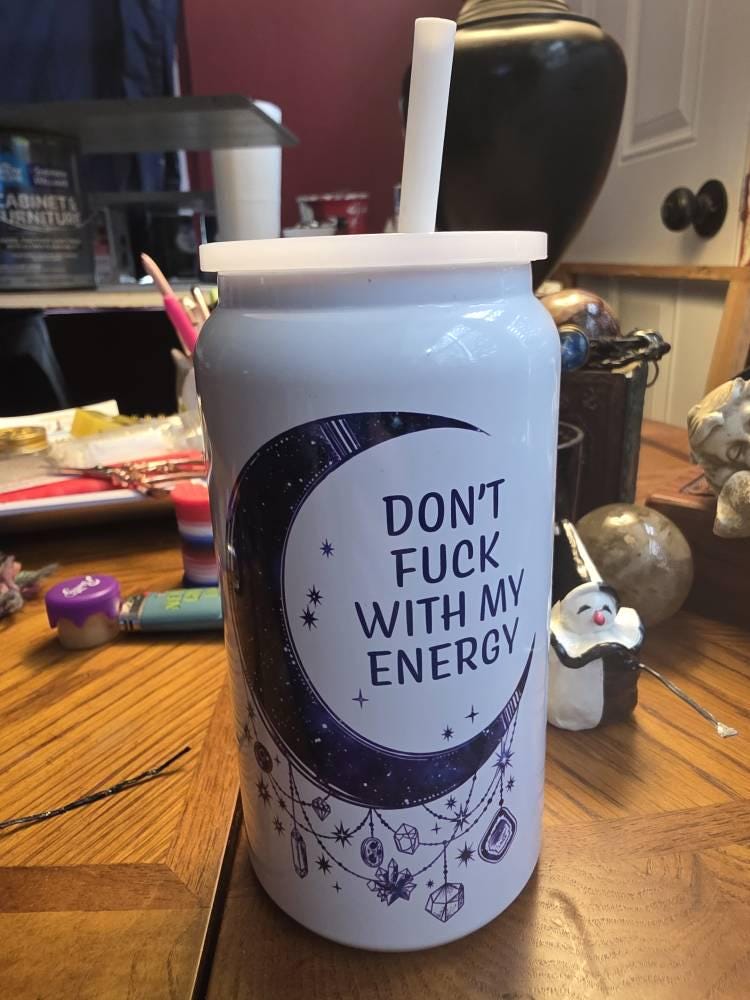 DON'T
FUCK
WITH MY
ENERGY
CABINET &
FURNITURE